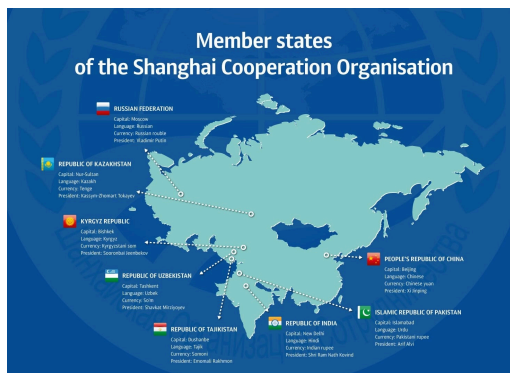 Member states
of the Shanghai Cooperation Organisation
RUSSIAN FEDERATION
Capital: Moscow
Language: Russian
Currency: Russian rouble
President: Vladimir Putin
REPUBLIC OF KAZAKHSTAN
Capital: Nur-Sultan
Language: Kazakh
Currency: Tenge
President: Kassym-Zhomart Tokayev
KYRGYZ REPUBLIC
Capital: Bishkek
Language: Kyrgyz
Currency: Kyrgyzstani som
President: Sooronbai Jeenbekov
REPUBLIC OF UZBEKISTAN
Capital: Tashkent
Language: Uzbek
Currency: So'm
President: Shavkat Mirziyoyev
REPUBLIC OF TAJIKISTAN
Capital: Dushanbe
Language: Tajik
Currency: Somoni
President: Emomali Rakhmon
REPUBLIC OF INDIA
Capital: New Delhi
Language: Hindi
Currency: Indian rupee
President: Shri Ram Nath Kovind
PEOPLE'S REPUBLIC OF CHINA
Capital: Beijing
Language: Chinese
Currency: Chinese yuan
President: Xi Jinping
ISLAMIC REPUBLIC OF PAKISTAN
Capital: Islamabad
Language: Urdu
Currency: Pakistani rupee
President: Arif Alvi